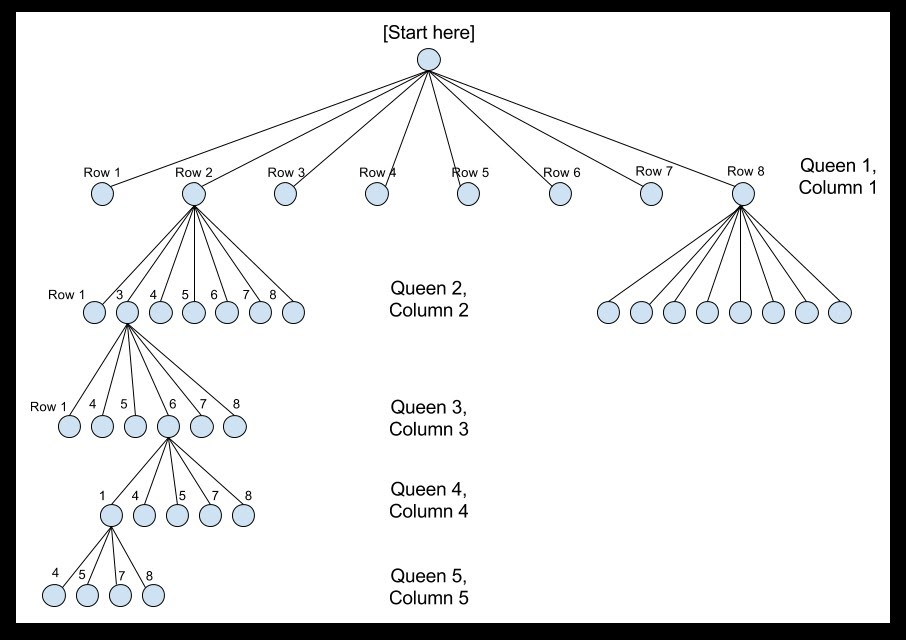 [Start here]
Row 1 Row 2 Row 3 Row 4 Row 5 Row 6 Row 7 Row 8
Queen 1,
Column 1
Row 1 3 4 5 6 7 8
Queen 2,
Column 2
Row 1 4 5 6 7 8
Queen 3,
Column 3
1 4 5 7 8
Queen 4,
Column 4
4 5 7 8
Queen 5,
Column 5